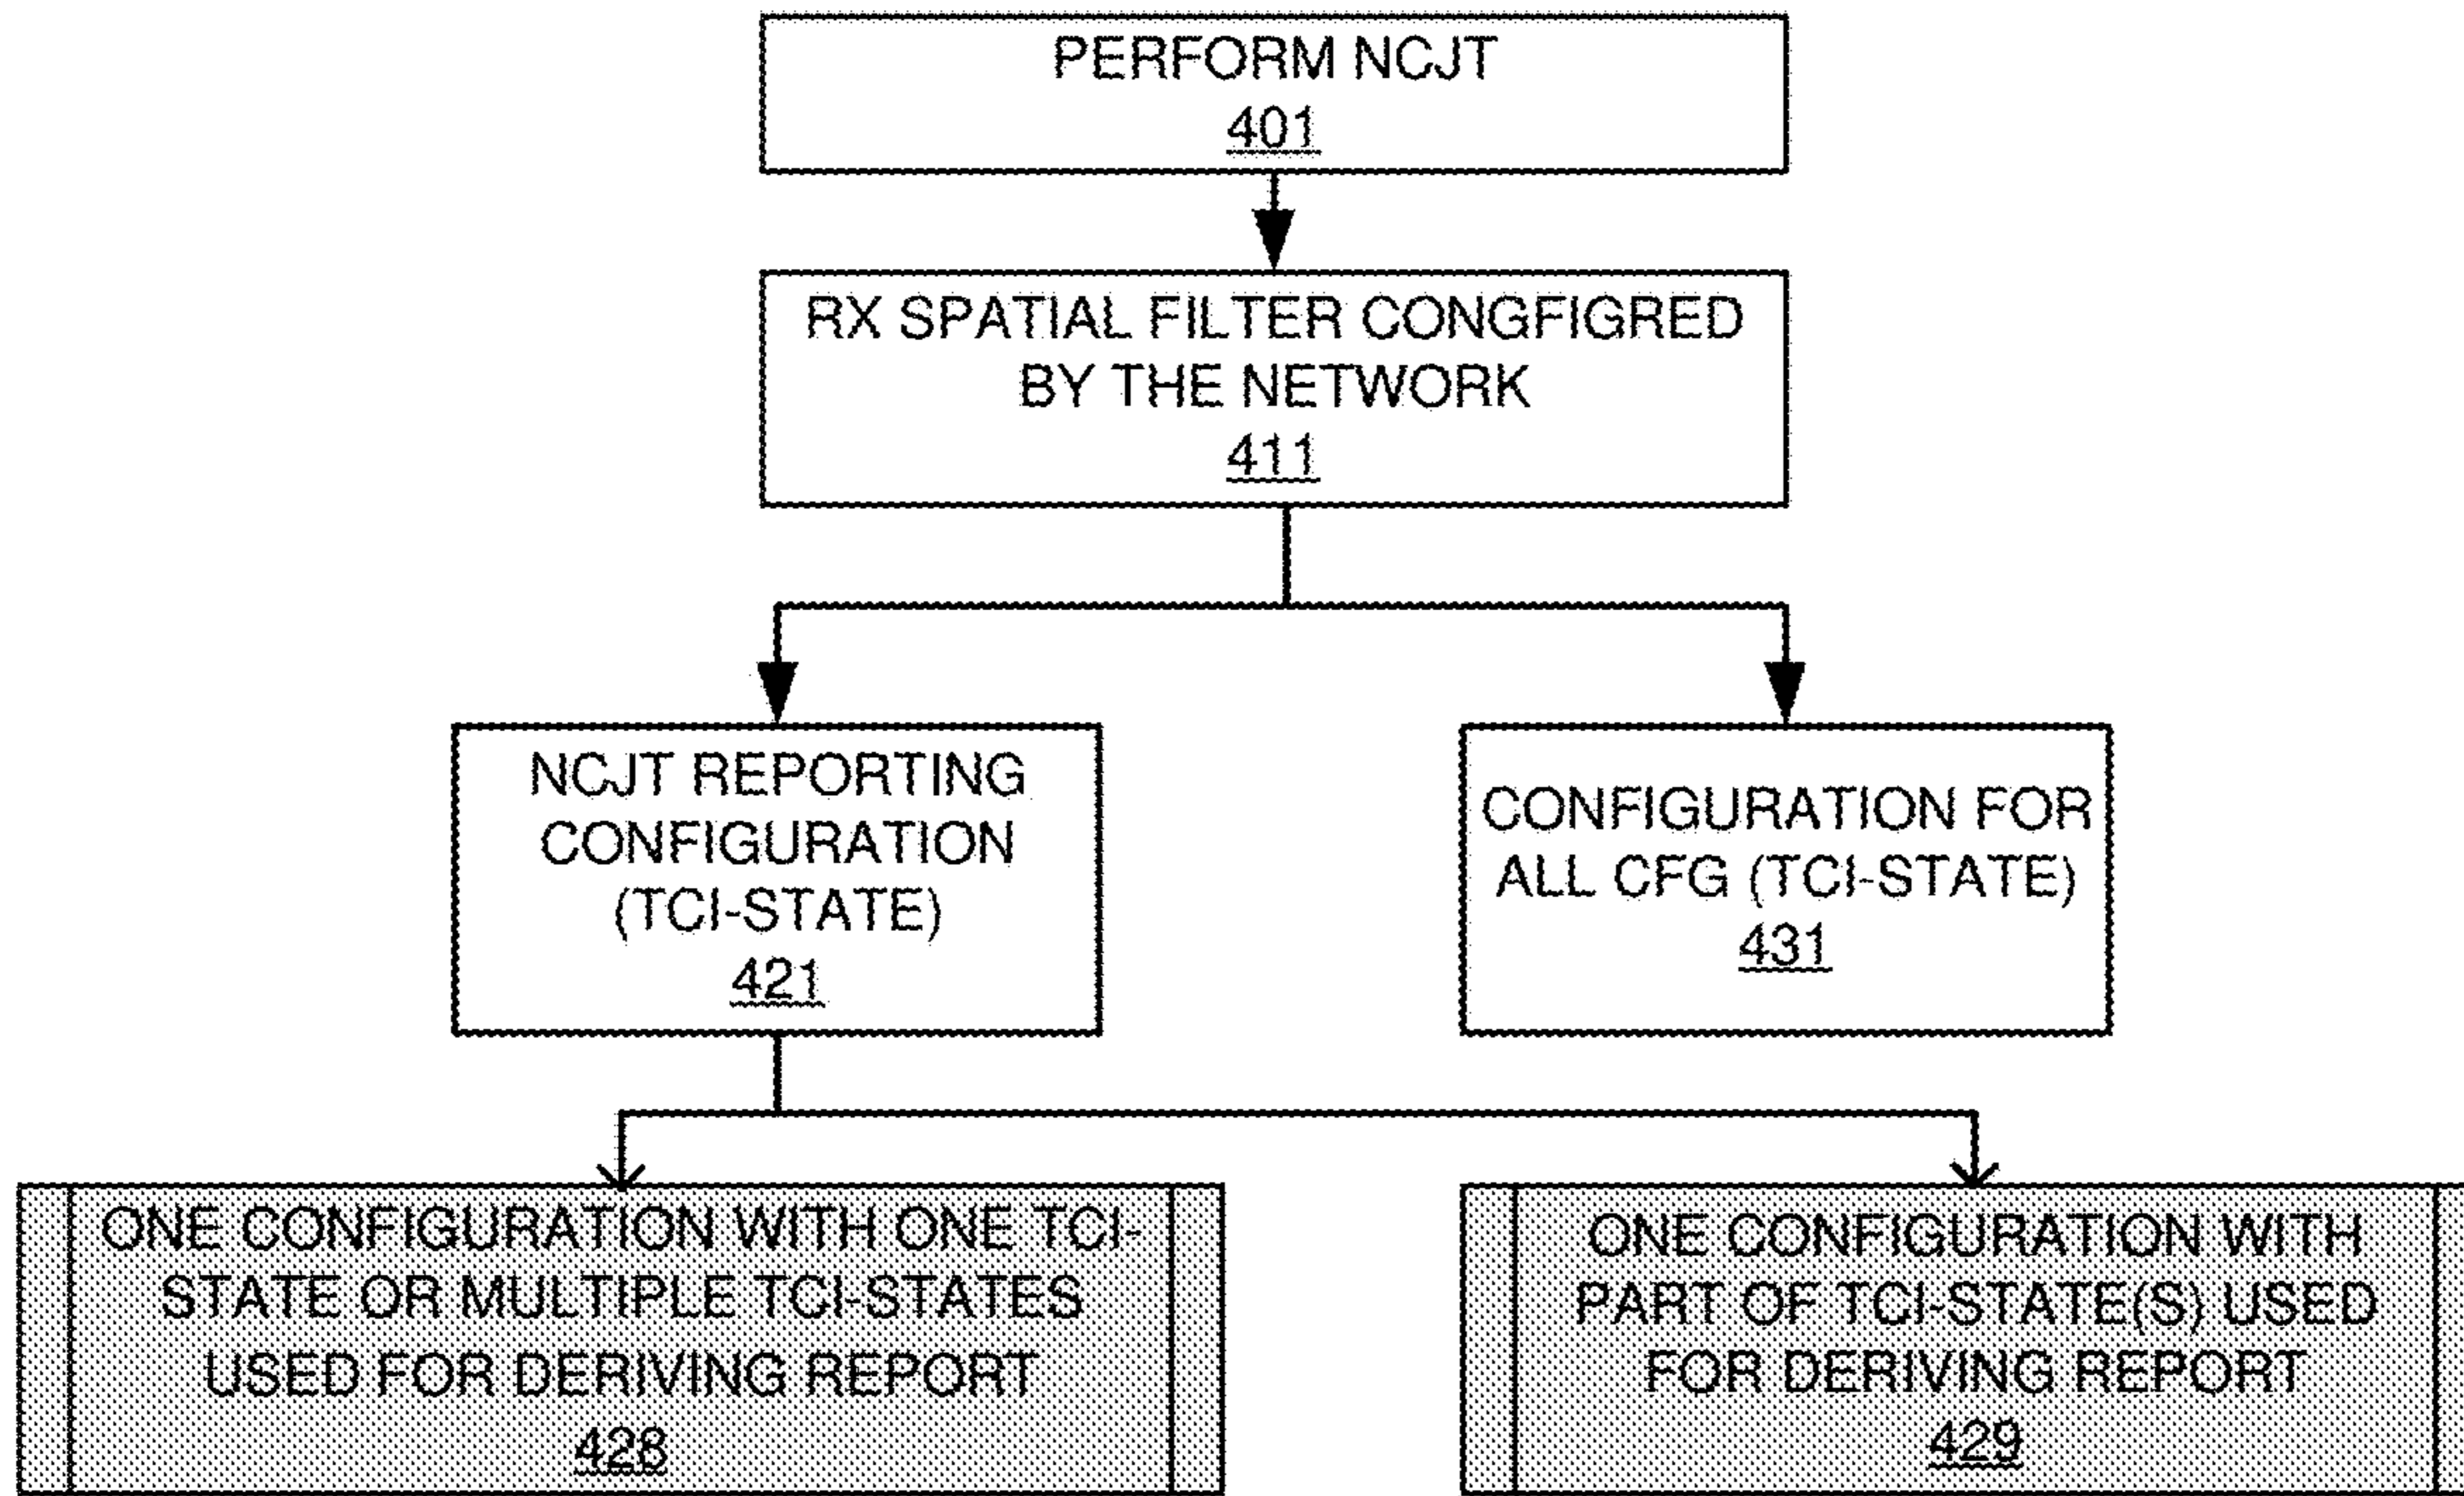 PERFORM NCJT
401
RX SPATIAL FILTER CONGFIGRED
BY THE NETWORK
411
NCJT REPORTING
CONFIGURATION
(TCI-STATE)
421
CONFIGURATION FOR
ALL CFG (TCI-STATE)
431
ONE CONFIGURATION WITH ONE TCI-
STATE OR MULTIPLE TCI-STATES
USED FOR DERIVING REPORT
428
ONE CONFIGURATION WITH
PART OF TCI-STATE(S) USED
FOR DERIVING REPORT
429